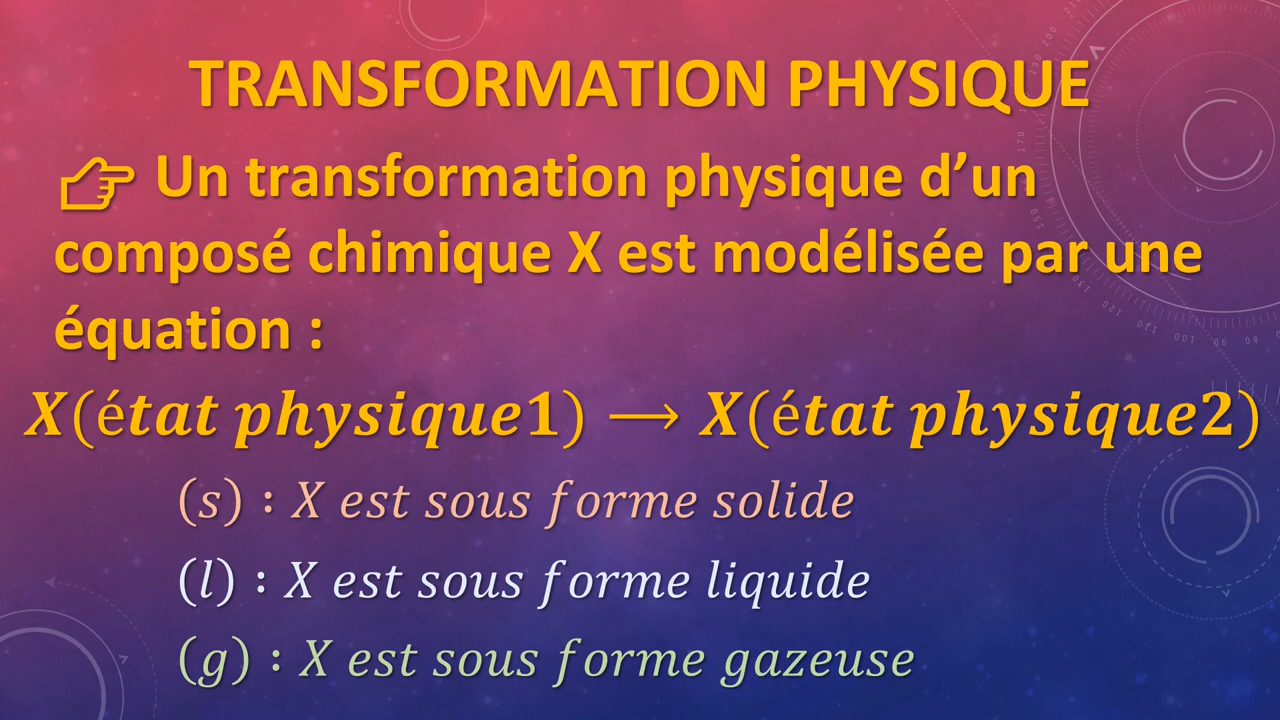 TRANSFORMATION PHYSIQUE
👉 Un transformation physique d’un
composé chimique X est modélisée par une
équation :
X(état physique1) ⟶ X(état physique2)
(s) : X est sous forme solide
(l) : X est sous forme liquide
(g) : X est sous forme gazeuse